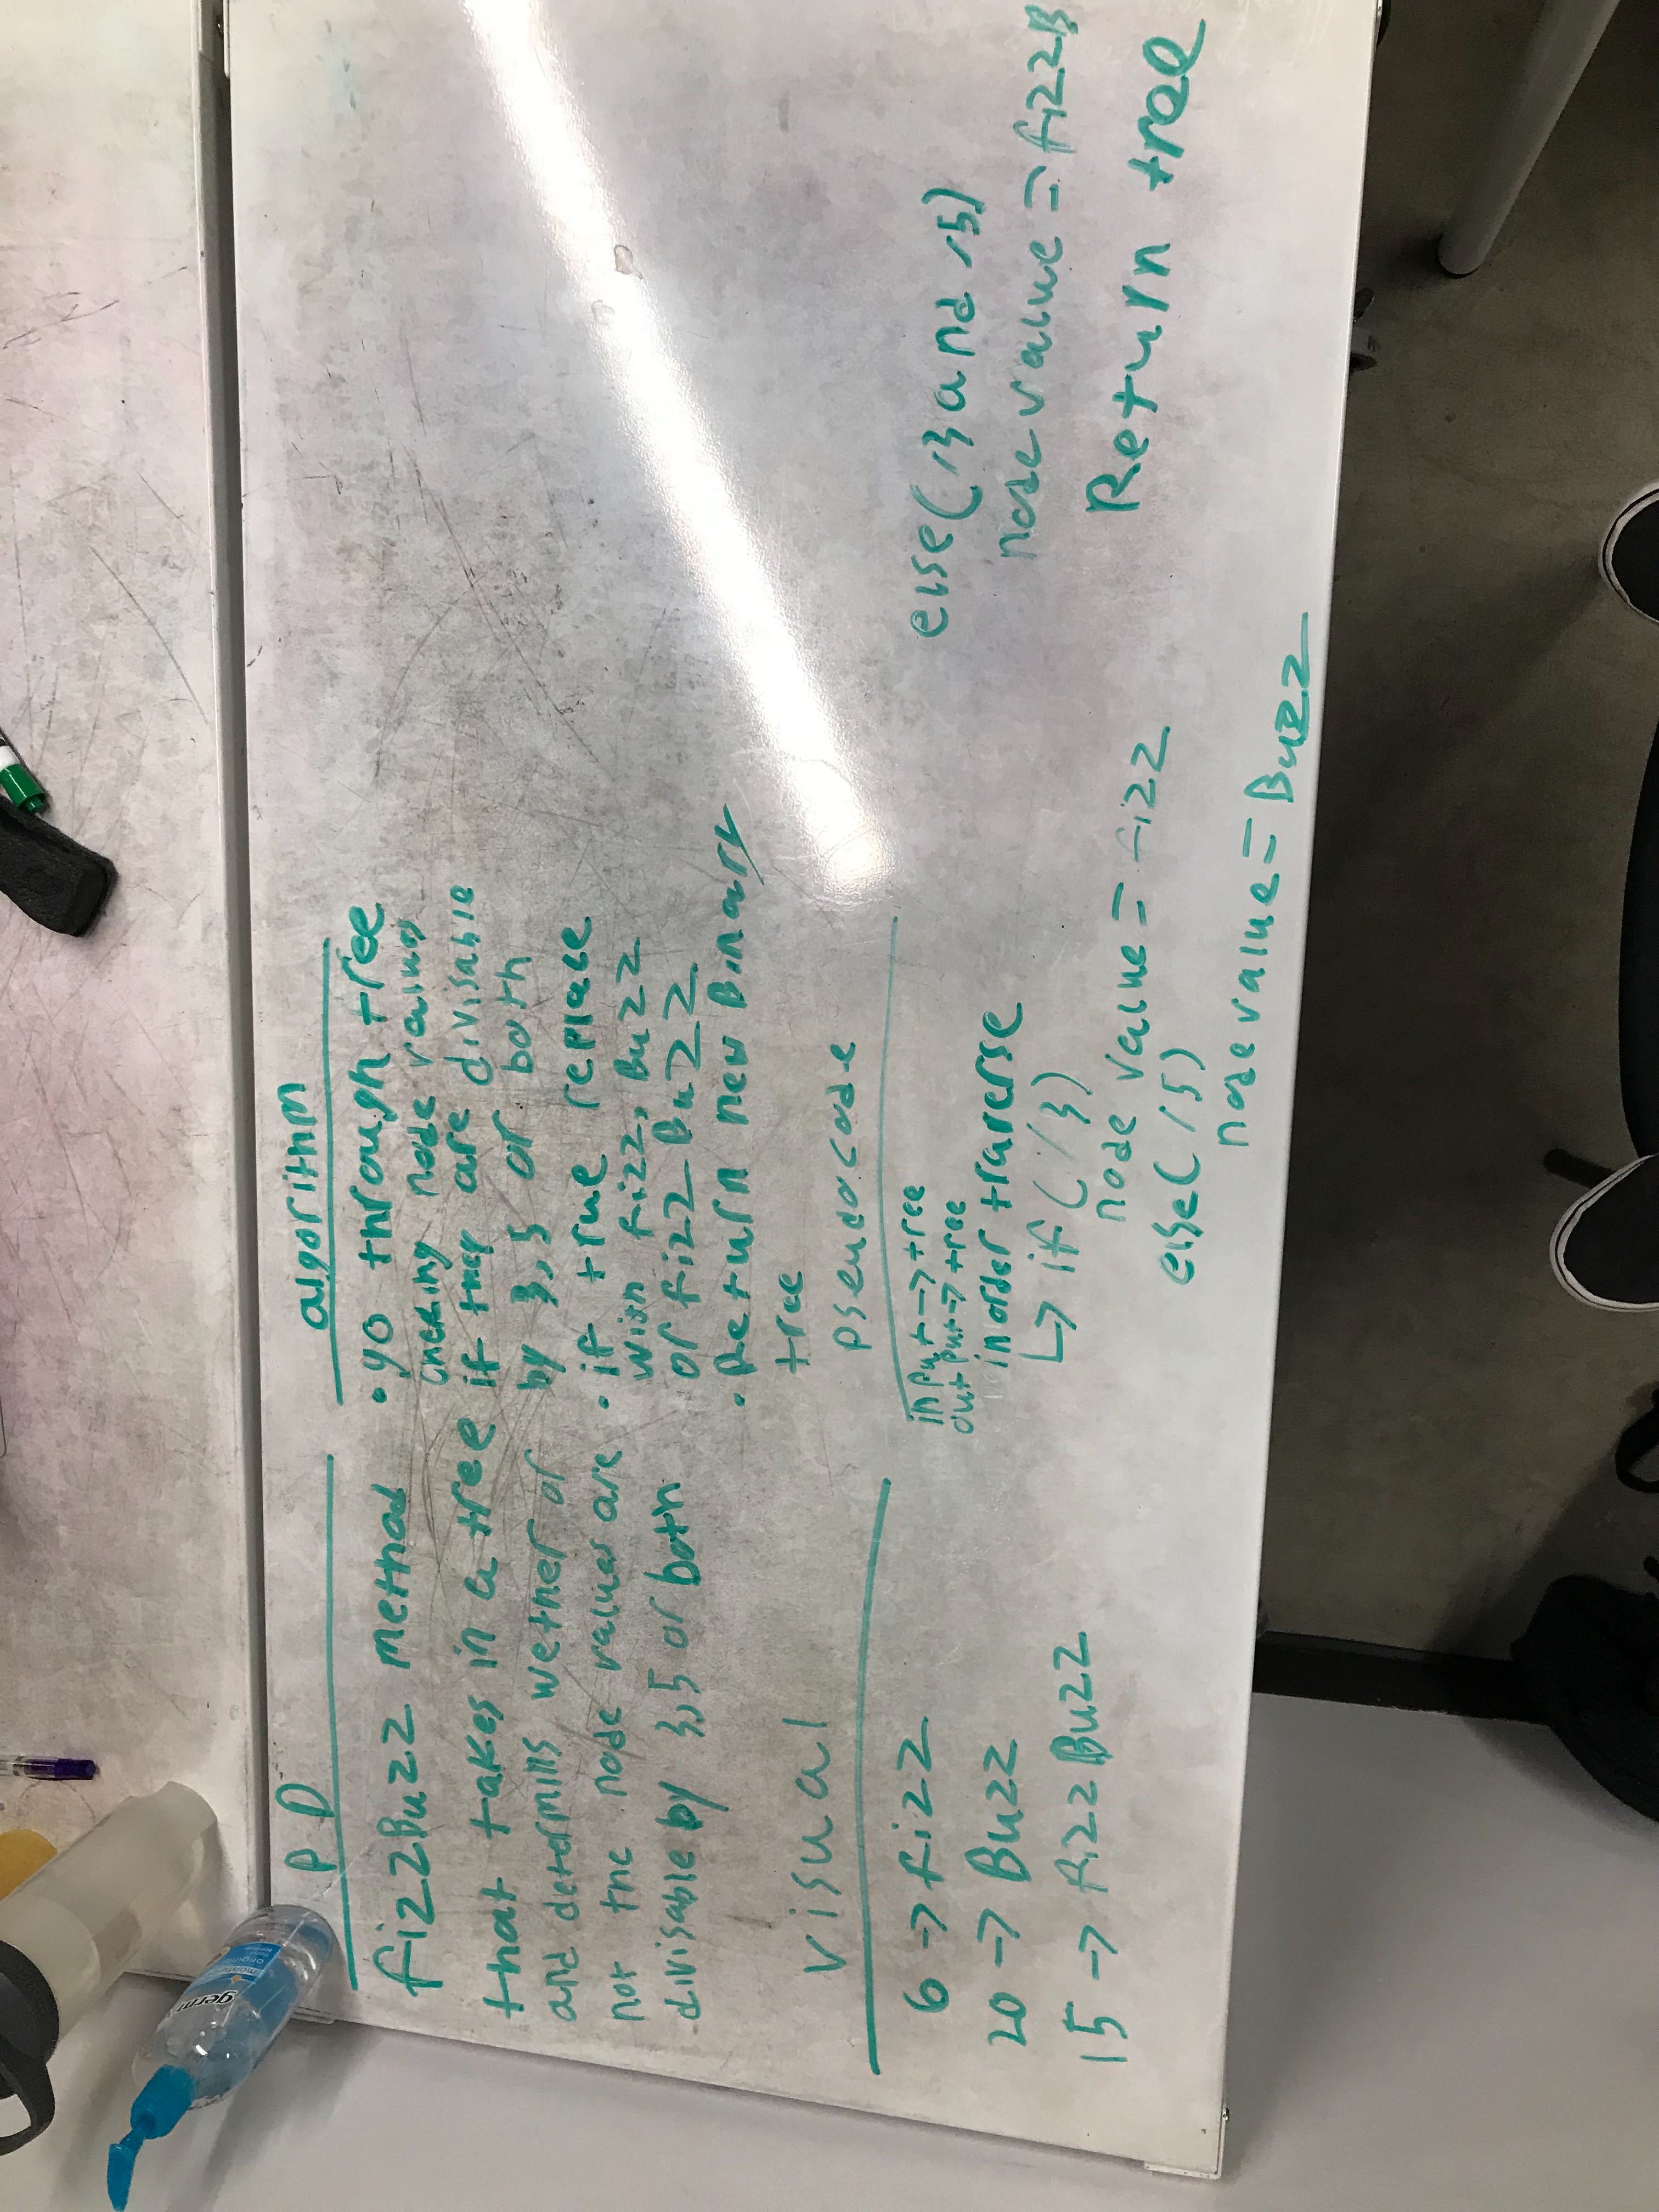 P D
fizzBuzz method
that takes in a tree
and determills wether or
not the node values are
divisable by 3,5 or both
algorithm
• go through tree
checking node values
if they are divisable
by 3,5 or both
• if true replace
with fizz, Buzz
or fizz Buzz
• Return new Binary
tree
visual
6 → fizz
20 → Buzz
15 → fizzBuzz
pseudocode
input → tree
output → tree
inorder traverse
↳ if ( / 3)
node value = fizz
else ( / 5)
node value = Buzz
else ( /3 and /5)
node value = fizzB
Return tree
germ